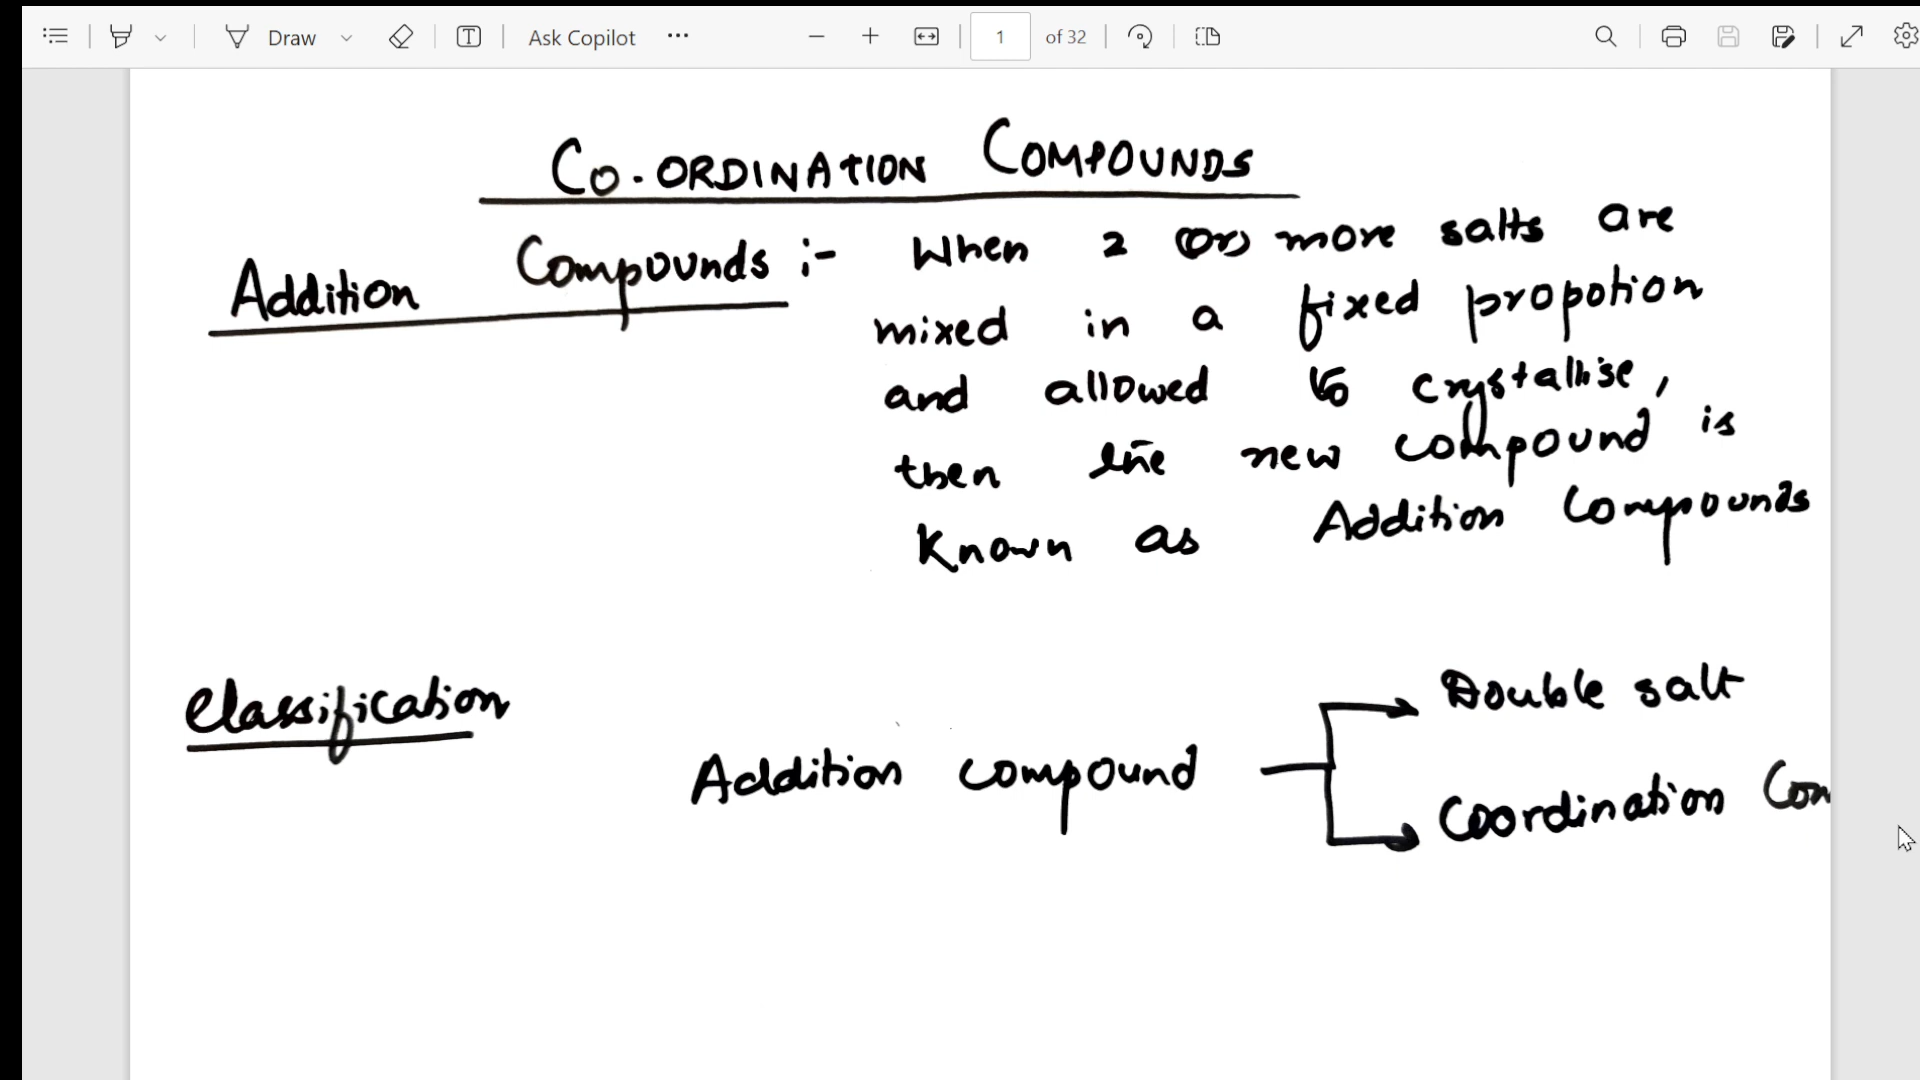 Draw Ask Copilot ... 1 of 32
CO-ORDINATION COMPOUNDS
Addition Compounds :- When 2 (or) more salts are
mixed in a fixed propotion
and allowed to crystallise,
then the new compound is
Known as Addition Compounds
Classification
Double salt
Addition compound
Coordination Com